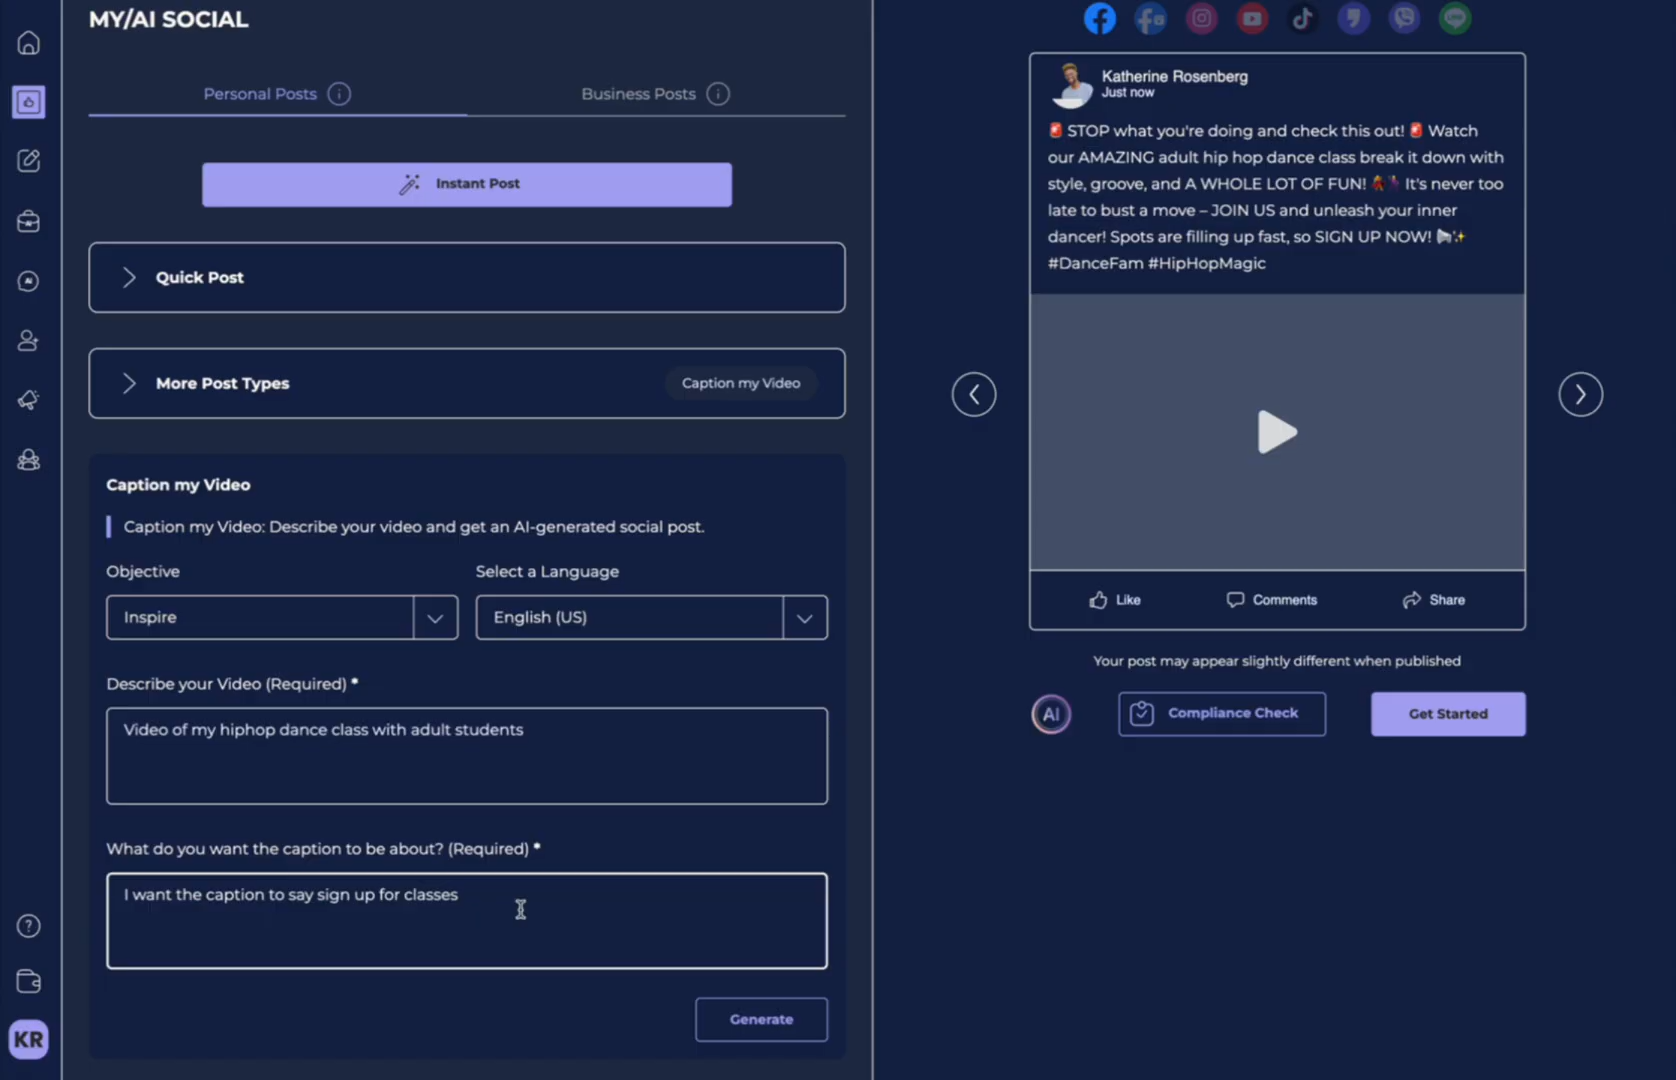 MY/AI SOCIAL
Personal Posts
Business Posts
Instant Post
Quick Post
More Post Types
Caption my Video
Caption my Video
Caption my Video: Describe your video and get an AI-generated social post.
Objective
Select a Language
Inspire
English (US)
Describe your Video (Required) *
Video of my hiphop dance class with adult students
What do you want the caption to be about? (Required) *
I want the caption to say sign up for classes
Generate
KR
Katherine Rosenberg
Just now
🚨 STOP what you're doing and check this out! 🚨 Watch
our AMAZING adult hip hop dance class break it down with
style, groove, and A WHOLE LOT OF FUN! 💃🕺 It's never too
late to bust a move – JOIN US and unleash your inner
dancer! Spots are filling up fast, so SIGN UP NOW! 📢✨
#DanceFam #HipHopMagic
Like
Comments
Share
Your post may appear slightly different when published
AI
Compliance Check
Get Started